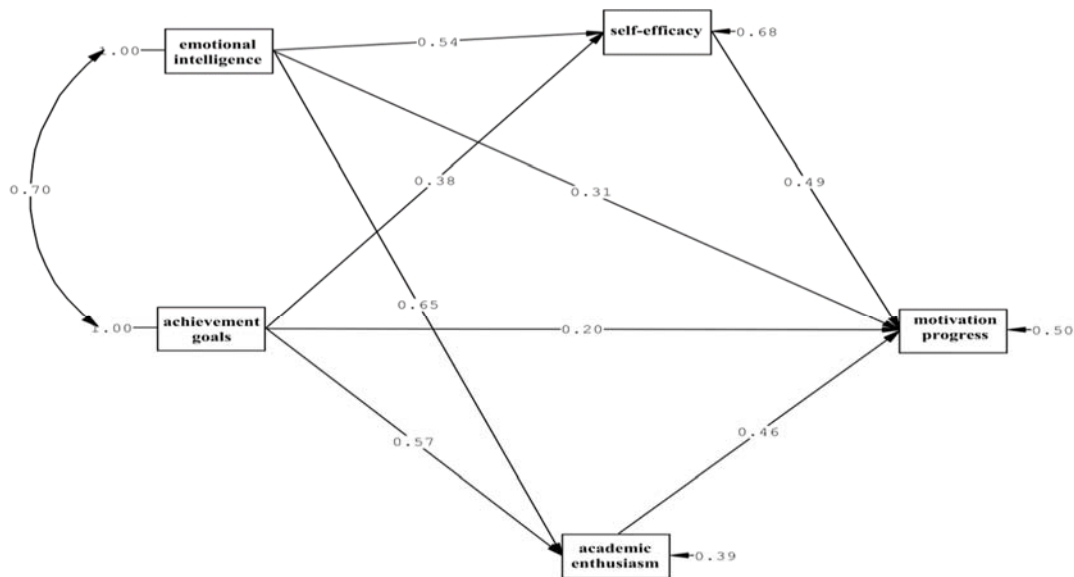 emotional
intelligence
1.00
0.54
self-efficacy
0.68
0.70
0.38
0.31
0.49
0.65
achievement
goals
1.00
0.20
motivation
progress
0.50
0.57
0.46
academic
enthusiasm
0.39